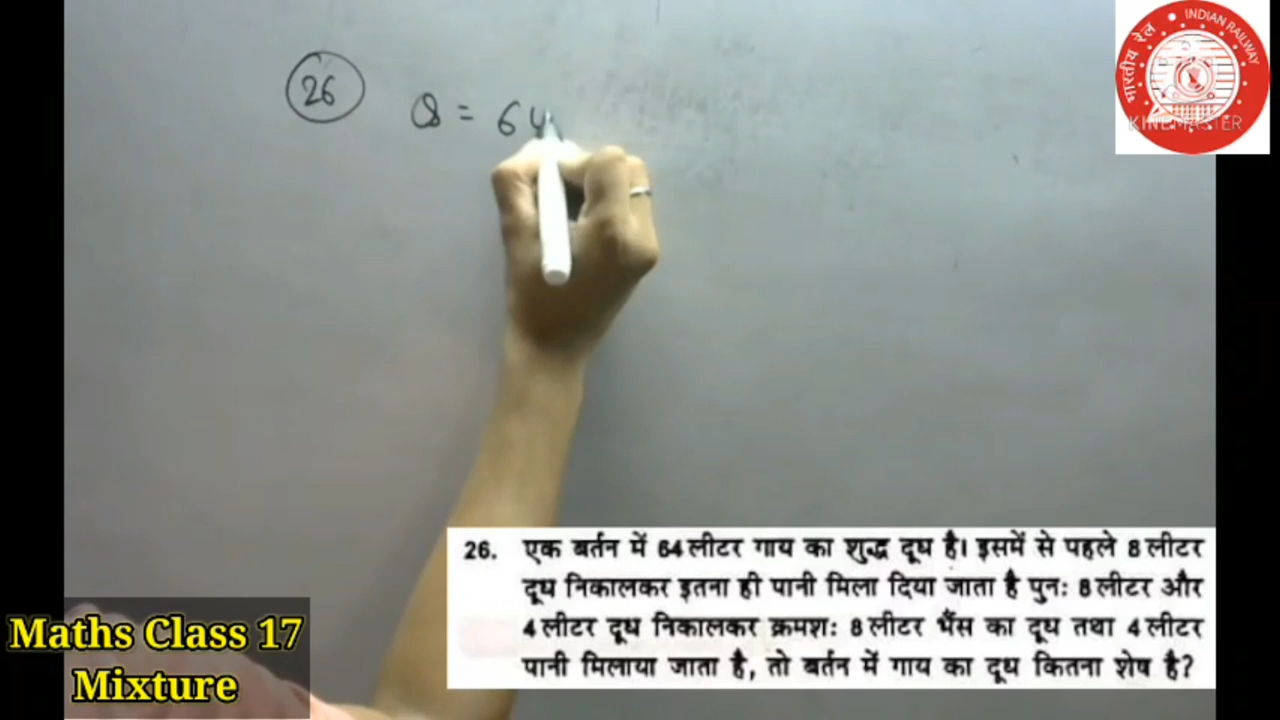 26
Q = 64
भारतीय रेल
INDIAN RAILWAY
KINEMASTER
26. एक बर्तन में 64 लीटर गाय का शुद्ध दूध है। इसमें से पहले 8 लीटर
दूध निकालकर इतना ही पानी मिला दिया जाता है पुनः 8 लीटर और
4 लीटर दूध निकालकर क्रमशः 8 लीटर भैंस का दूध तथा 4 लीटर
पानी मिलाया जाता है, तो बर्तन में गाय का दूध कितना शेष है?
Maths Class 17
Mixture